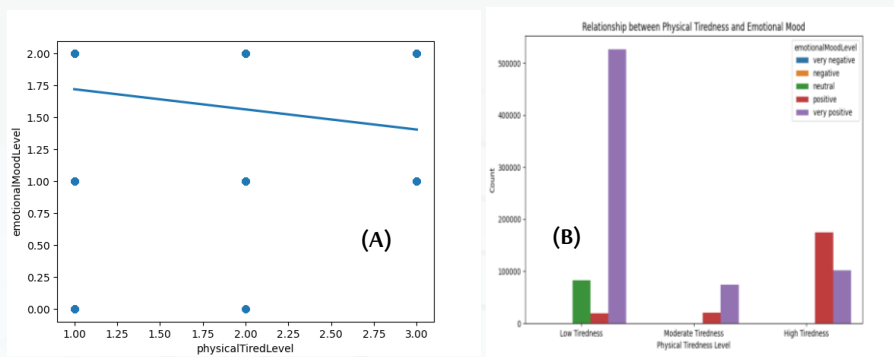 2.00
1.75
1.50
1.25
1.00
0.75
0.50
0.25
0.00
emotionalMoodLevel
(A)
1.00 1.25 1.50 1.75 2.00 2.25 2.50 2.75 3.00
physicalTiredLevel
Relationship between Physical Tiredness and Emotional Mood
emotionalMoodLevel
very negative
negative
neutral
positive
very positive
500000
400000
300000
200000
100000
0
Count
(B)
Low Tiredness Moderate Tiredness High Tiredness
Physical Tiredness Level